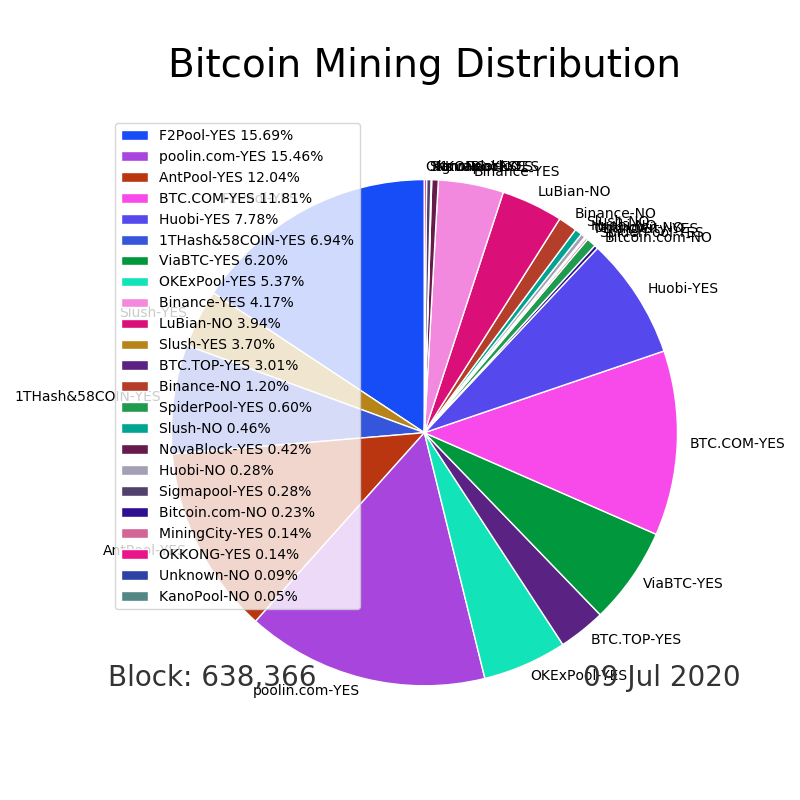 Bitcoin Mining Distribution
F2Pool-YES 15.69%
poolin.com-YES 15.46%
AntPool-YES 12.04%
BTC.COM-YES 11.81%
Huobi-YES 7.78%
1THash&58COIN-YES 6.94%
ViaBTC-YES 6.20%
OKExPool-YES 5.37%
Binance-YES 4.17%
LuBian-NO 3.94%
Slush-YES 3.70%
BTC.TOP-YES 3.01%
Binance-NO 1.20%
SpiderPool-YES 0.60%
Slush-NO 0.46%
NovaBlock-YES 0.42%
Huobi-NO 0.28%
Sigmapool-YES 0.28%
Bitcoin.com-NO 0.23%
MiningCity-YES 0.14%
OKKONG-YES 0.14%
Unknown-NO 0.09%
KanoPool-NO 0.05%
Binance-YES
LuBian-NO
Binance-NO
Slush-NO
Bitcoin.com-NO
Huobi-YES
BTC.COM-YES
ViaBTC-YES
BTC.TOP-YES
OKExPool-YES
poolin.com-YES
AntPool-YES
1THash&58COIN-YES
Slush-YES
Block: 638,366
09 Jul 2020